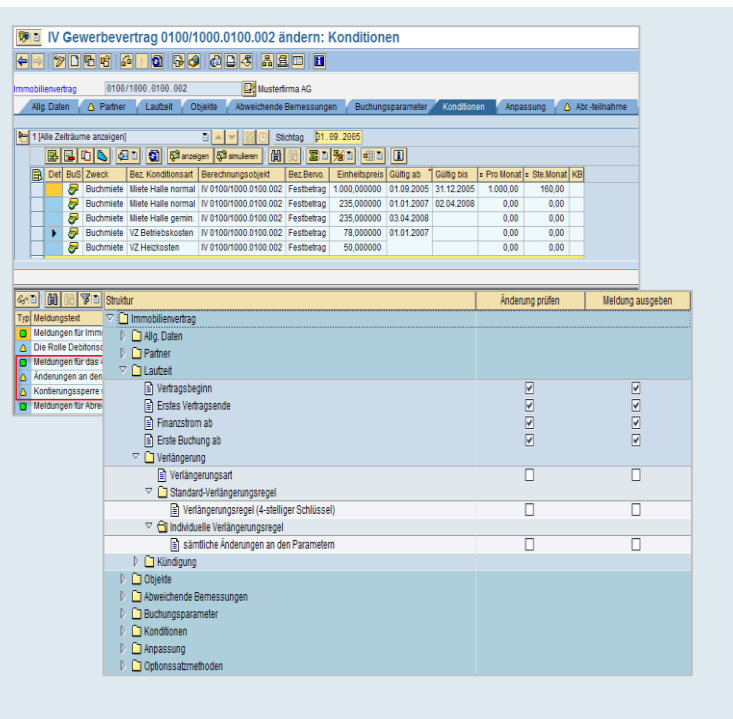 IV Gewerbevertrag 0100/1000.0100.002 ändern: Konditionen
Immobilienvertrag 0100/1000.0100.002 Musterfirma AG
Allg. Daten Partner Laufzeit Objekte Abweichende Bemessungen Buchungsparameter Konditionen Anpassung Abr.-teilnahme
1 [Alle Zeiträume anzeigen] Stichtag 01.09.2005
anzeigen simulieren
Det BuS Zweck Bez. Konditionsart Berechnungsobjekt Bez.Bervo. Einheitspreis Gültig ab Gültig bis Pro Monat Ste.Monat KB
Buchmiete Miete Halle normal IV 0100/1000.0100.002 Festbetrag 1.000,000000 01.09.2005 31.12.2005 1.000,00 160,00
Buchmiete Miete Halle normal IV 0100/1000.0100.002 Festbetrag 235,000000 01.01.2007 02.04.2008 0,00 0,00
Buchmiete Miete Halle gemin. IV 0100/1000.0100.002 Festbetrag 235,000000 03.04.2008 0,00 0,00
Buchmiete VZ Betriebskosten IV 0100/1000.0100.002 Festbetrag 78,000000 01.01.2007 0,00 0,00
Buchmiete VZ Heizkosten IV 0100/1000.0100.002 Festbetrag 50,000000 0,00 0,00
Typ Meldungstext
Meldungen für Immo
Die Rolle Debitorisc
Meldungen für das
Änderungen an den
Kontierungssperre
Meldungen für Abre
Struktur Änderung prüfen Meldung ausgeben
Immobilienvertrag
Allg. Daten
Partner
Laufzeit
Vertragsbeginn
Erstes Vertragsende
Finanzstrom ab
Erste Buchung ab
Verlängerung
Verlängerungsart
Standard-Verlängerungsregel
Verlängerungsregel (4-stelliger Schlüssel)
Individuelle Verlängerungsregel
sämtliche Änderungen an den Parametern
Kündigung
Objekte
Abweichende Bemessungen
Buchungsparameter
Konditionen
Anpassung
Optionssatzmethoden